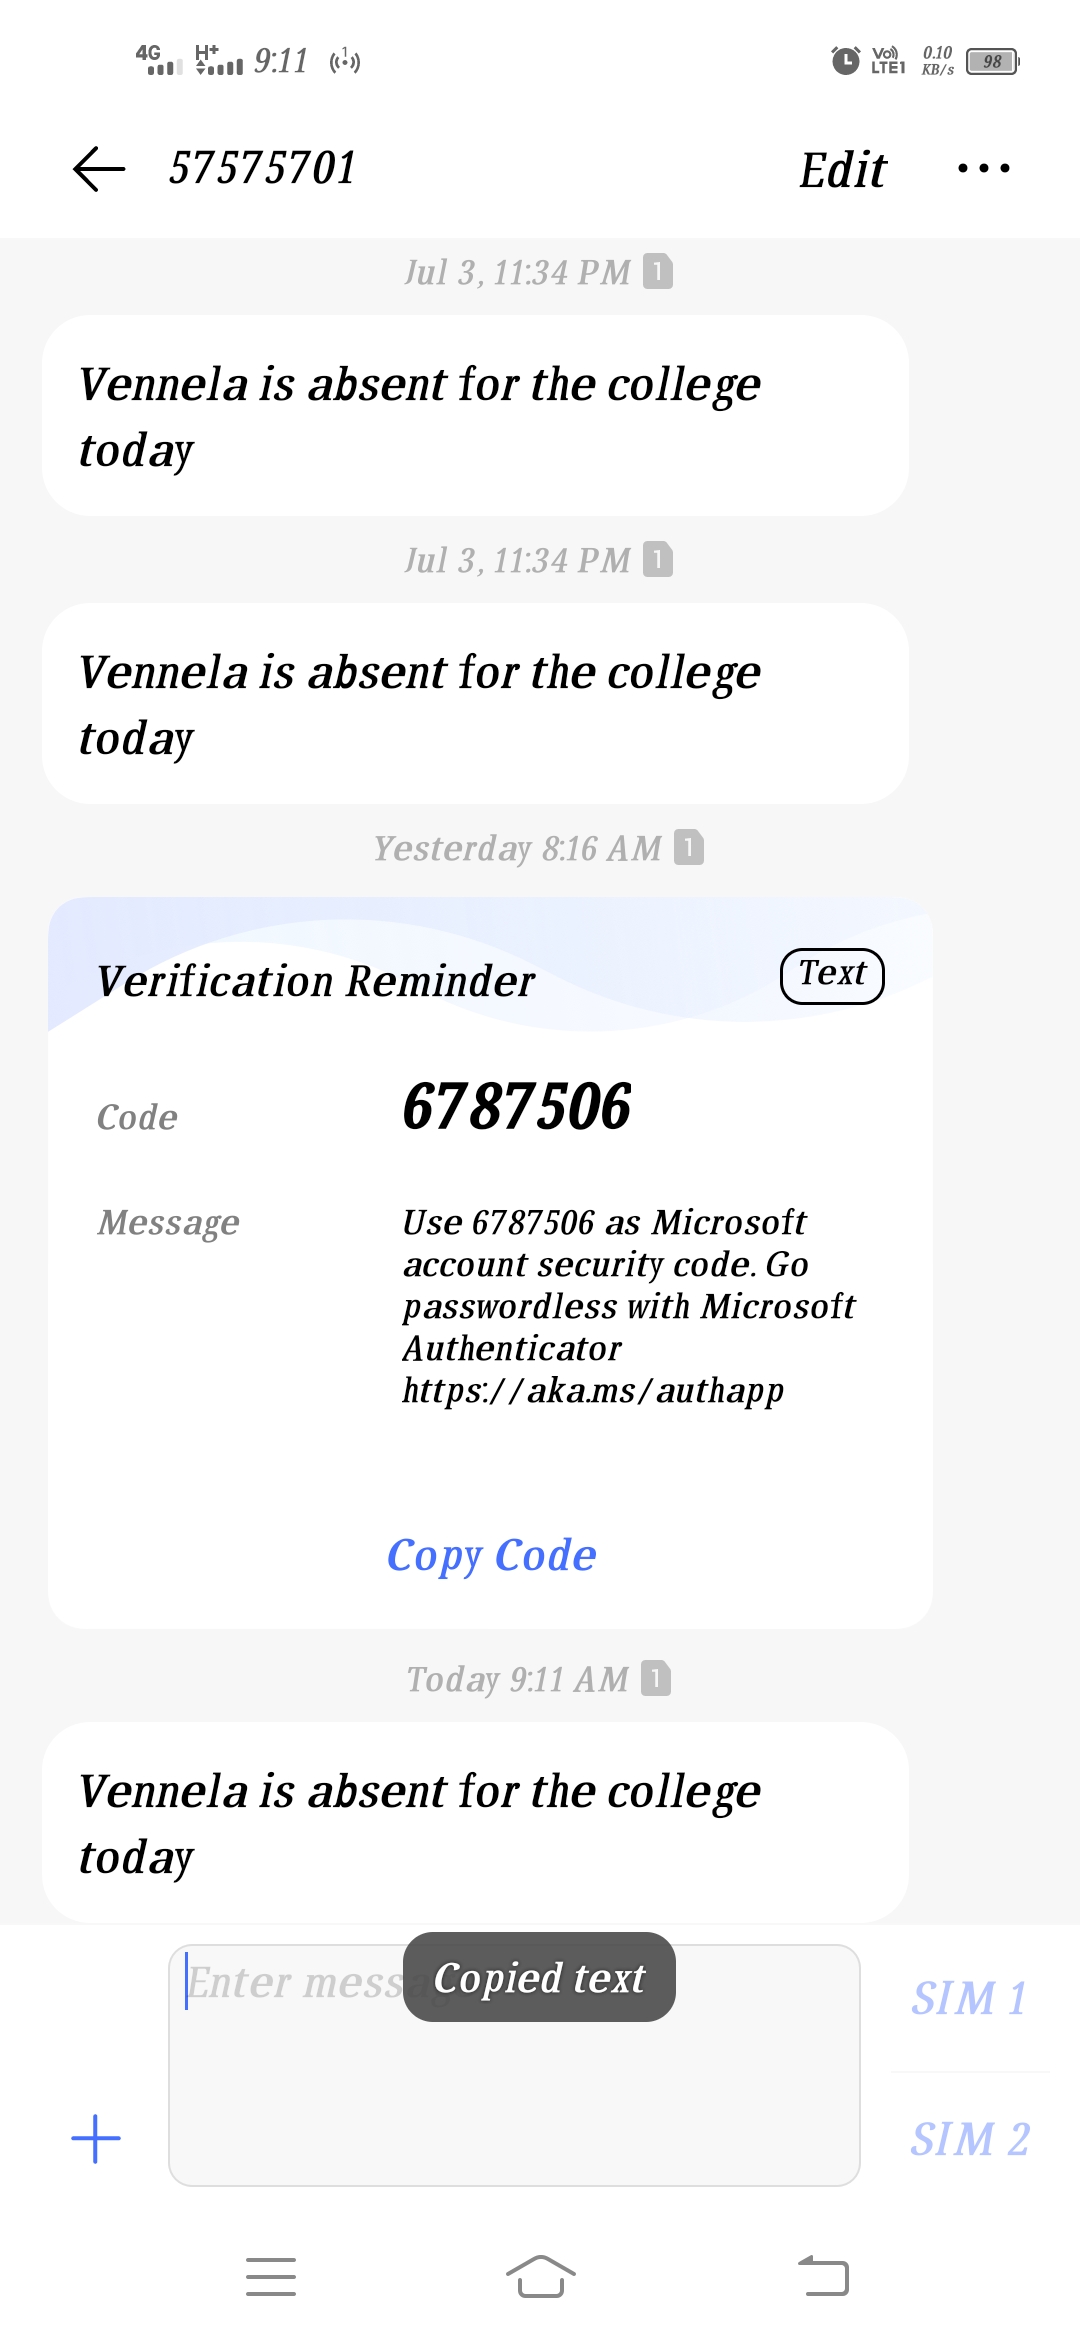 4G H+ 9:11 1 Vo) LTE1 0.10 KB/s 98
57575701 Edit
Jul 3, 11:34 PM 1
Vennela is absent for the college
today
Jul 3, 11:34 PM 1
Vennela is absent for the college
today
Yesterday 8:16 AM 1
Verification Reminder Text
Code 6787506
Message Use 6787506 as Microsoft
account security code. Go
passwordless with Microsoft
Authenticator
https://aka.ms/authapp
Copy Code
Today 9:11 AM 1
Vennela is absent for the college
today
Enter messa
Copied text
SIM 1
SIM 2